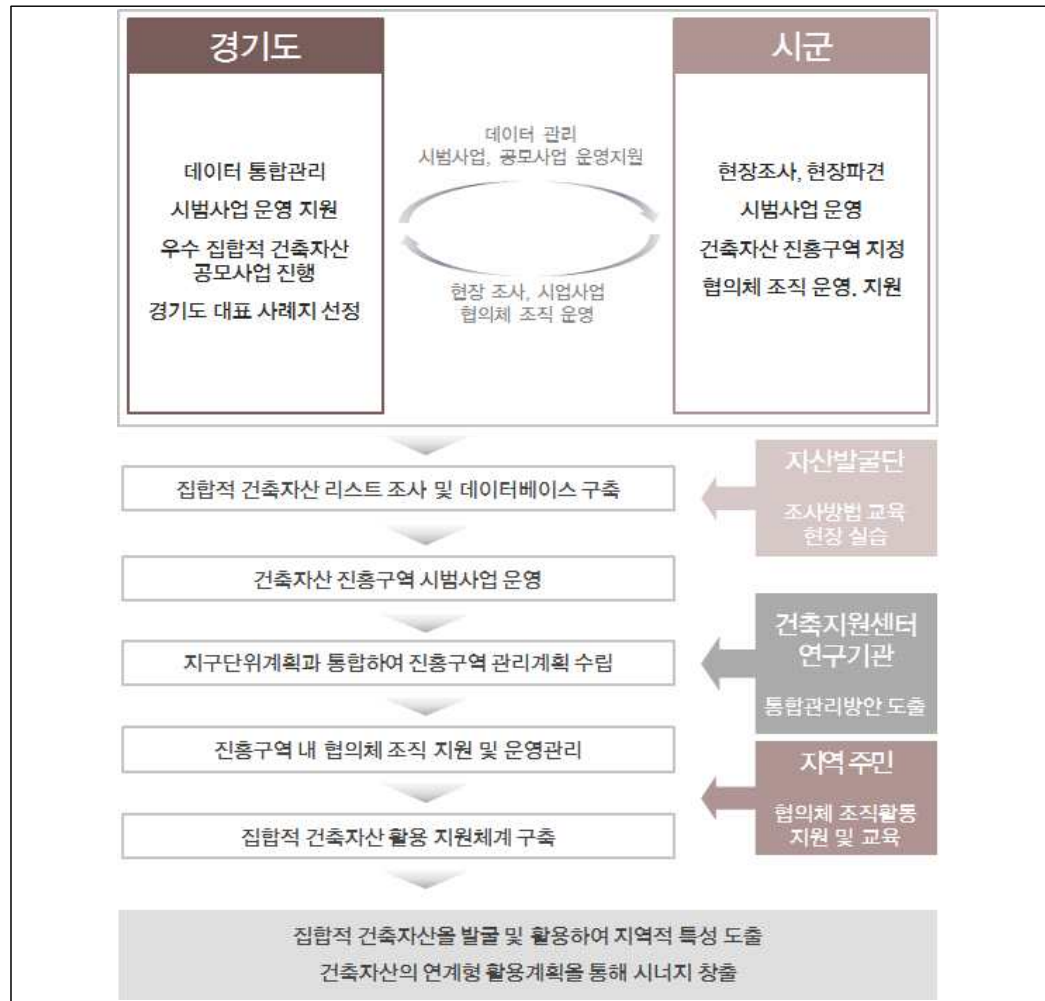 경기도
데이터 통합관리
시범사업 운영 지원
우수 집합적 건축자산
공모사업 진행
경기도 대표 사례지 선정
데이터 관리
시범사업, 공모사업 운영지원
현장 조사, 시업사업
협의체 조직 운영
시군
현장조사, 현장파견
시범사업 운영
건축자산 진흥구역 지정
협의체 조직 운영, 지원
집합적 건축자산 리스트 조사 및 데이터베이스 구축
자산발굴단
조사방법 교육
현장 실습
건축자산 진흥구역 시범사업 운영
지구단위계획과 통합하여 진흥구역 관리계획 수립
건축지원센터
연구기관
통합관리방안 도출
진흥구역 내 협의체 조직 지원 및 운영관리
지역 주민
협의체 조직활동
지원 및 교육
집합적 건축자산 활용 지원체계 구축
집합적 건축자산을 발굴 및 활용하여 지역적 특성 도출
건축자산의 연계형 활용계획을 통해 시너지 창출